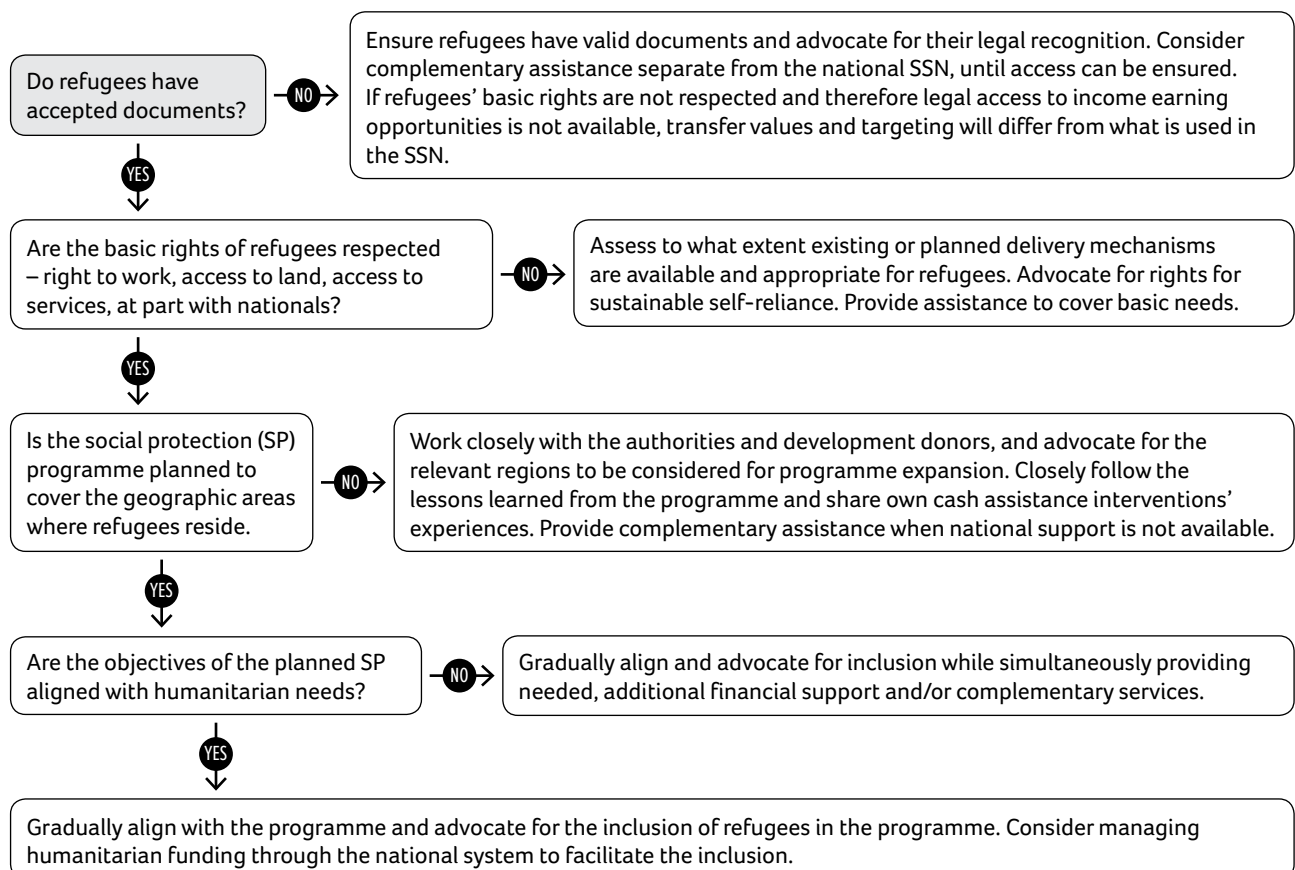 Do refugees have
accepted documents?
NO
Ensure refugees have valid documents and advocate for their legal recognition. Consider
complementary assistance separate from the national SSN, until access can be ensured.
If refugees’ basic rights are not respected and therefore legal access to income earning
opportunities is not available, transfer values and targeting will differ from what is used in
the SSN.
YES
Are the basic rights of refugees respected
– right to work, access to land, access to
services, at part with nationals?
NO
Assess to what extent existing or planned delivery mechanisms
are available and appropriate for refugees. Advocate for rights for
sustainable self-reliance. Provide assistance to cover basic needs.
YES
Is the social protection (SP)
programme planned to
cover the geographic areas
where refugees reside.
NO
Work closely with the authorities and development donors, and advocate for the
relevant regions to be considered for programme expansion. Closely follow the
lessons learned from the programme and share own cash assistance interventions’
experiences. Provide complementary assistance when national support is not available.
YES
Are the objectives of the planned SP
aligned with humanitarian needs?
NO
Gradually align and advocate for inclusion while simultaneously providing
needed, additional financial support and/or complementary services.
YES
Gradually align with the programme and advocate for the inclusion of refugees in the programme. Consider managing
humanitarian funding through the national system to facilitate the inclusion.